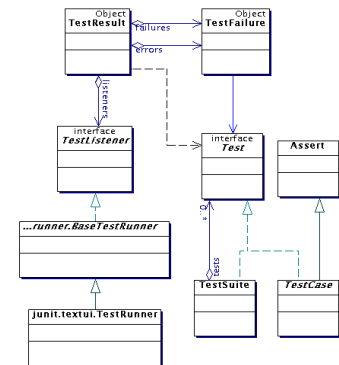 Object
TestResult
Object
TestFailure
failures
errors
listeners
interface
TestListener
interface
Test
Assert
...runner.BaseTestRunner
0..*
tests
TestSuite
TestCase
junit.textui.TestRunner